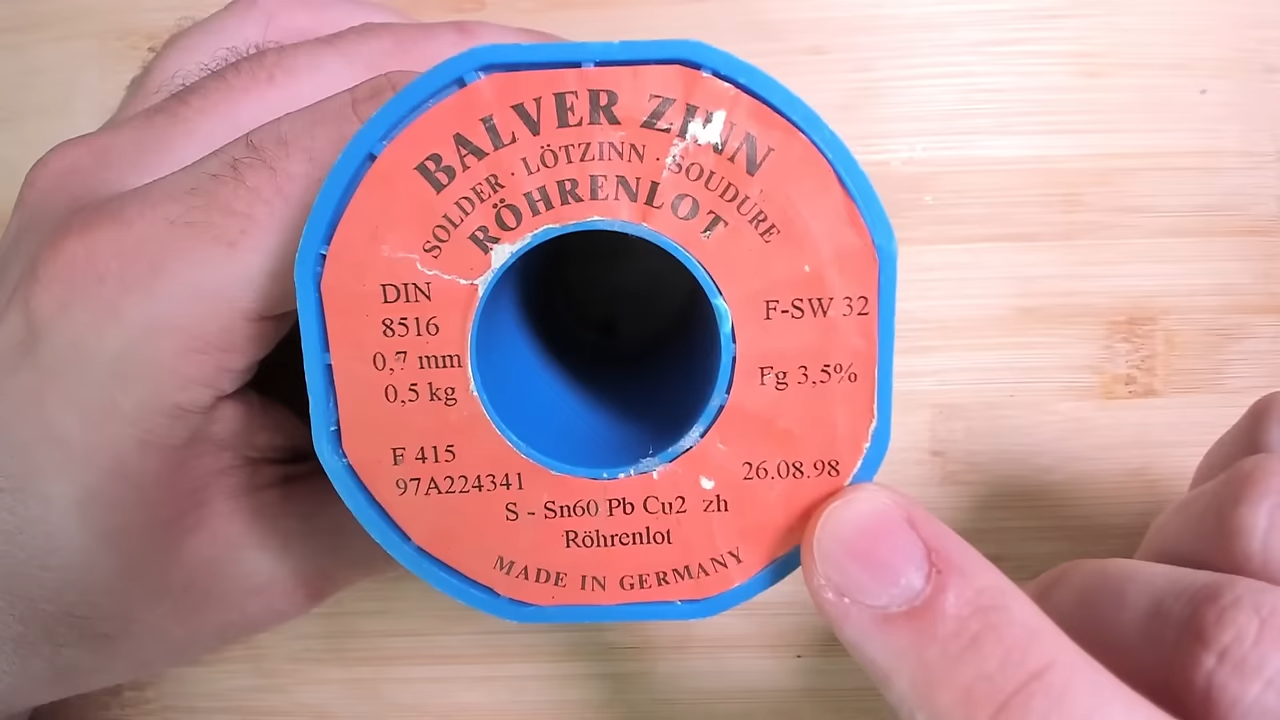 BALVER ZINN
SOLDER · LÖTZINN · SOUDURE
RÖHRENLOT
DIN
8516
0,7 mm
0,5 kg
F 415
97A224341
F-SW 32
Fg 3,5%
26.08.98
S - Sn60 Pb Cu2 zh
Röhrenlot
MADE IN GERMANY